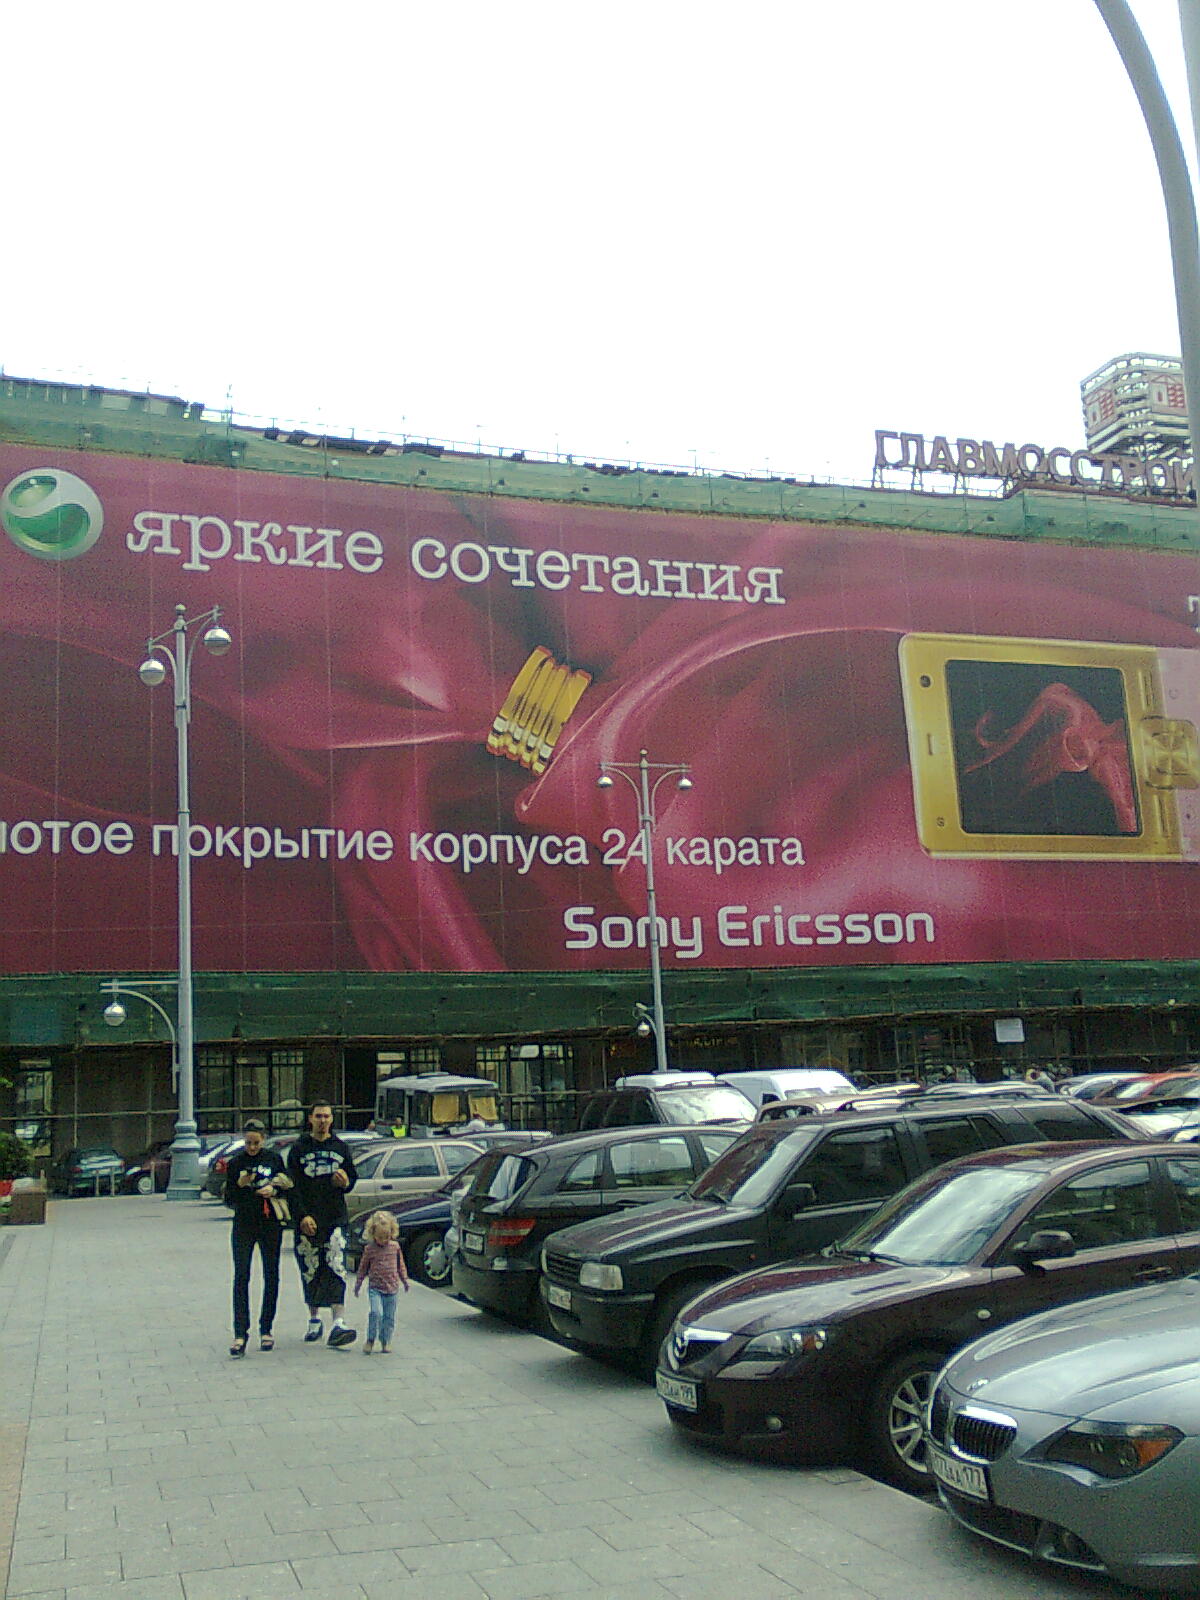 ГЛАВМОССТРОЙ
яркие сочетания
лотое покрытие корпуса 24 карата
Sony Ericsson